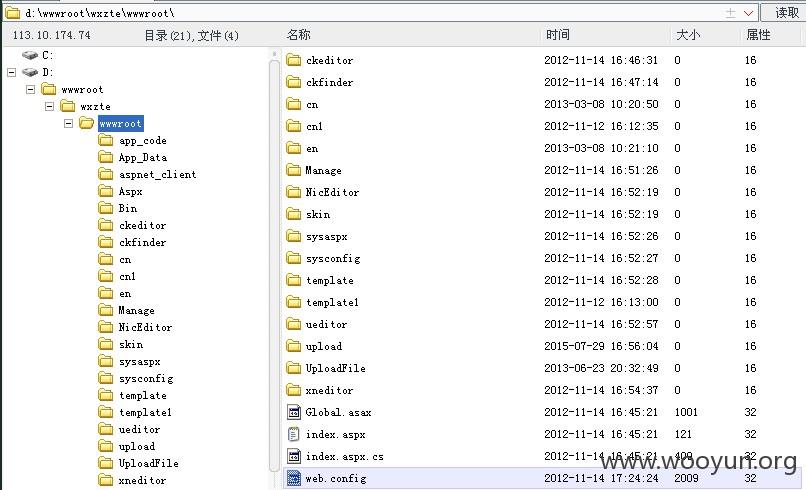 d:\wwwroot\wxzte\wwwroot\ 读取
113.10.174.74 目录(21),文件(4) 名称 时间 大小 属性
C:
D:
wwwroot
wxzte
wwwroot
app_code
App_Data
aspnet_client
Aspx
Bin
ckeditor
ckfinder
cn
cn1
en
Manage
NicEditor
skin
sysaspx
sysconfig
template
template1
ueditor
upload
UploadFile
xneditor
ckeditor 2012-11-14 16:46:31 0 16
ckfinder 2012-11-14 16:47:14 0 16
cn 2013-03-08 10:20:50 0 16
cn1 2012-11-12 16:12:35 0 16
en 2013-03-08 10:21:10 0 16
Manage 2012-11-14 16:51:26 0 16
NicEditor 2012-11-14 16:52:19 0 16
skin 2012-11-14 16:52:19 0 16
sysaspx 2012-11-14 16:52:26 0 16
sysconfig 2012-11-14 16:52:27 0 16
template 2012-11-14 16:52:28 0 16
template1 2012-11-12 16:13:00 0 16
ueditor 2012-11-14 16:52:57 0 16
upload 2015-07-29 16:56:04 0 16
UploadFile 2013-06-23 20:32:49 0 16
xneditor 2012-11-14 16:54:37 0 16
Global.asax 2012-11-14 16:45:21 1001 32
index.aspx 2012-11-14 16:45:21 121 32
index.aspx.cs 2012-11-14 16:45:21 409 32
web.config 2012-11-14 17:24:24 2009 32
www.wooyun.org